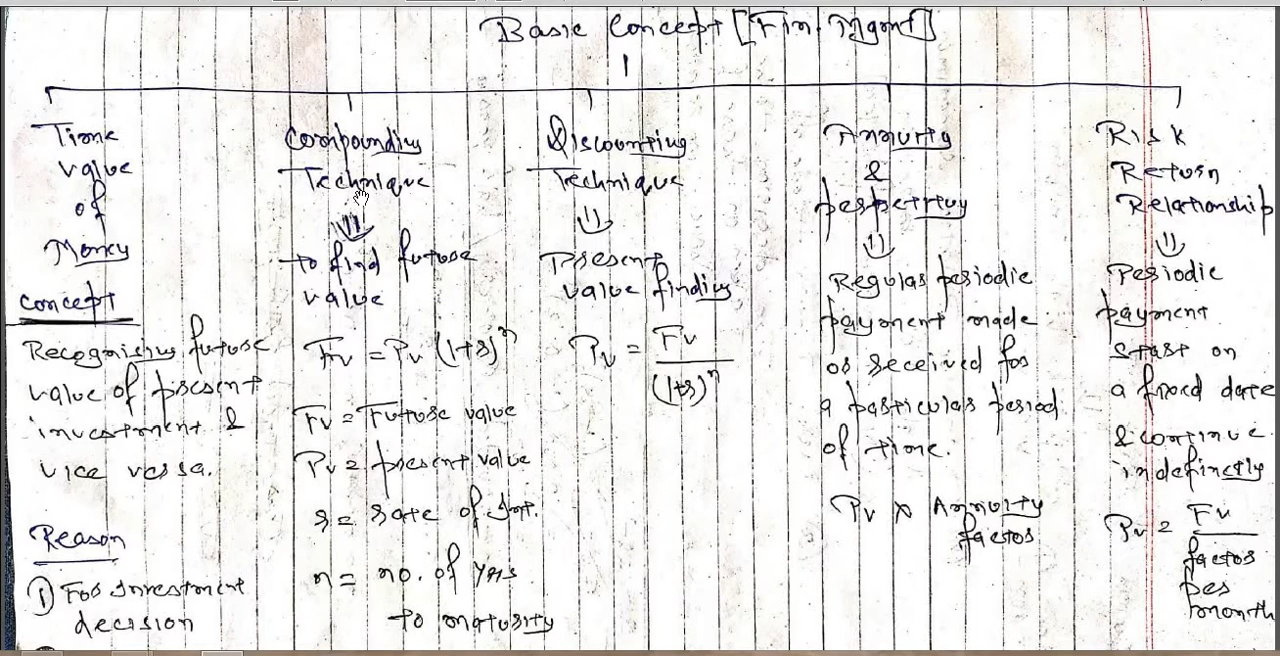 Basic Concept [Fin. Mgmt]
Time
value
of
Money
Concept
Recognising future
value of present
investment &
vice versa.
Reason
① For Investment
decision
Compounding
Technique
→ to find future
value
Fv = Pv (1+r)ⁿ
Fv = Future value
Pv = present value
r = rate of Int.
n = no. of yrs
to maturity
Discounting
Technique
Present
value finding
Pv = Fv / (1+r)ⁿ
Annuity
&
perpetuity
Regular periodic
payment made
or received for
a particular period
of time.
Pv × Annuity
factor
Risk
Return
Relationship
Periodic
payment
start on
a fixed date
& continue
indefinetly
Pv = Fv
factor
per
month